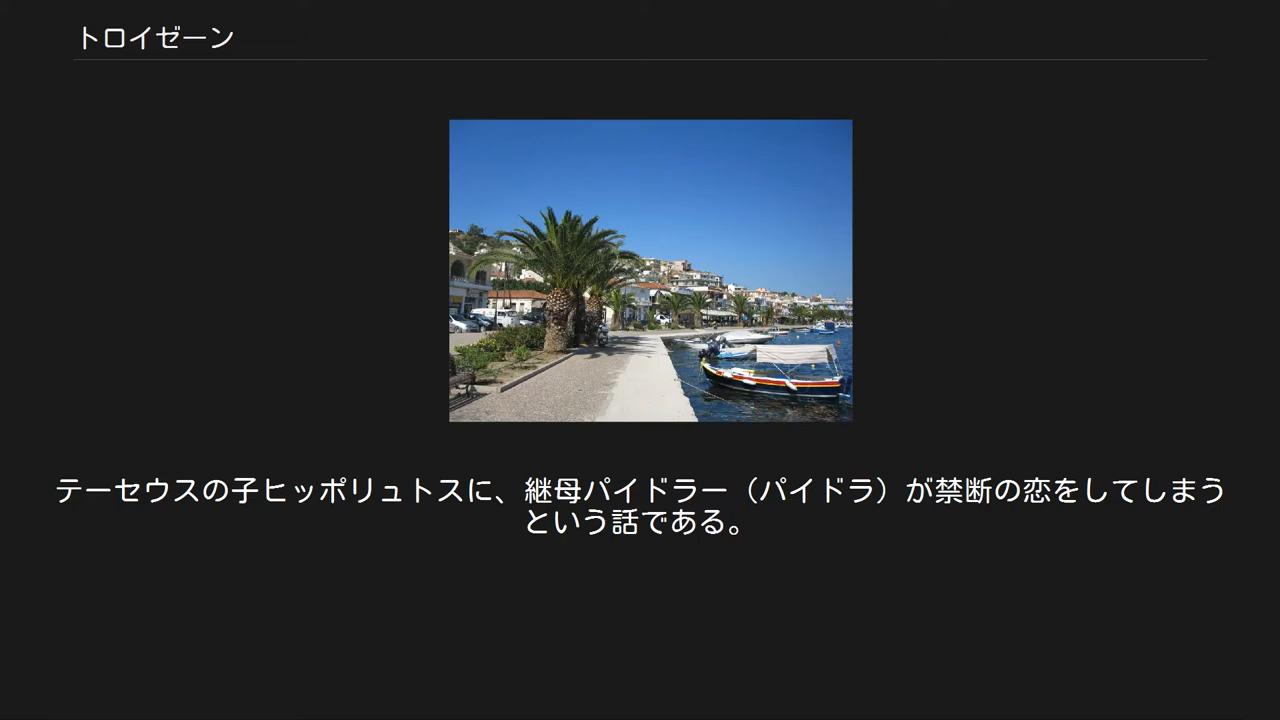 トロイゼーン
テーセウスの子ヒッポリュトスに、継母パイドラー（パイドラ）が禁断の恋をしてしまう
という話である。